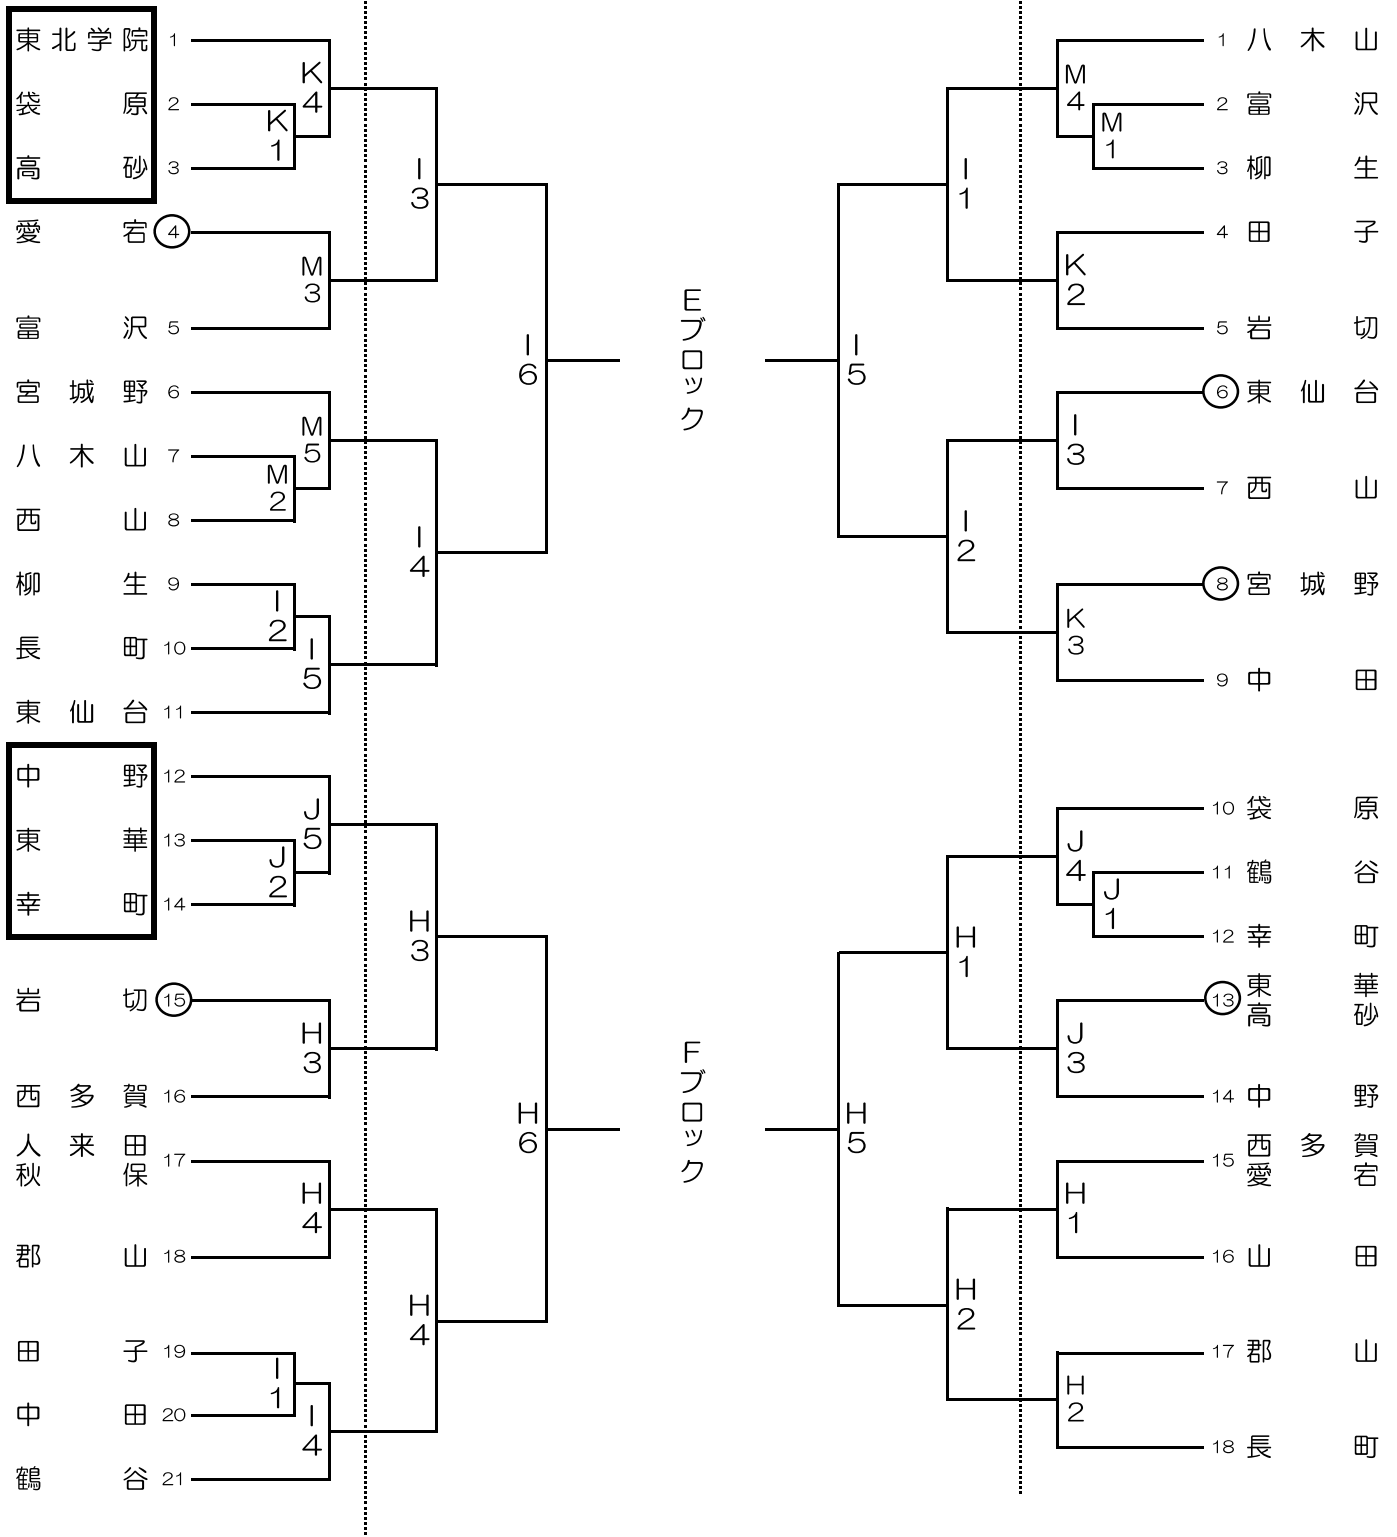 東北学院 1
袋原 2
高砂 3
愛宕 4
富沢 5
宮城野 6
八木山 7
西山 8
柳生 9
長町 10
東仙台 11
中野 12
東華 13
幸町 14
岩切 15
西多賀 16
人来田
秋保 17
郡山 18
田子 19
中田 20
鶴谷 21
K4
K1
M3
M5
M2
I2
I5
J5
J2
H3
H4
I1
I4
I3
I4
H3
H4
I6
H6
Eブロック
Fブロック
I5
H5
I1
I2
H1
H2
M4
M1
K2
I3
K3
J4
J1
J3
H1
H2
1 八木山
2 富沢
3 柳生
4 田子
5 岩切
6 東仙台
7 西山
8 宮城野
9 中田
10 袋原
11 鶴谷
12 幸町
13 東華
高砂
14 中野
15 西多賀
愛宕
16 山田
17 郡山
18 長町